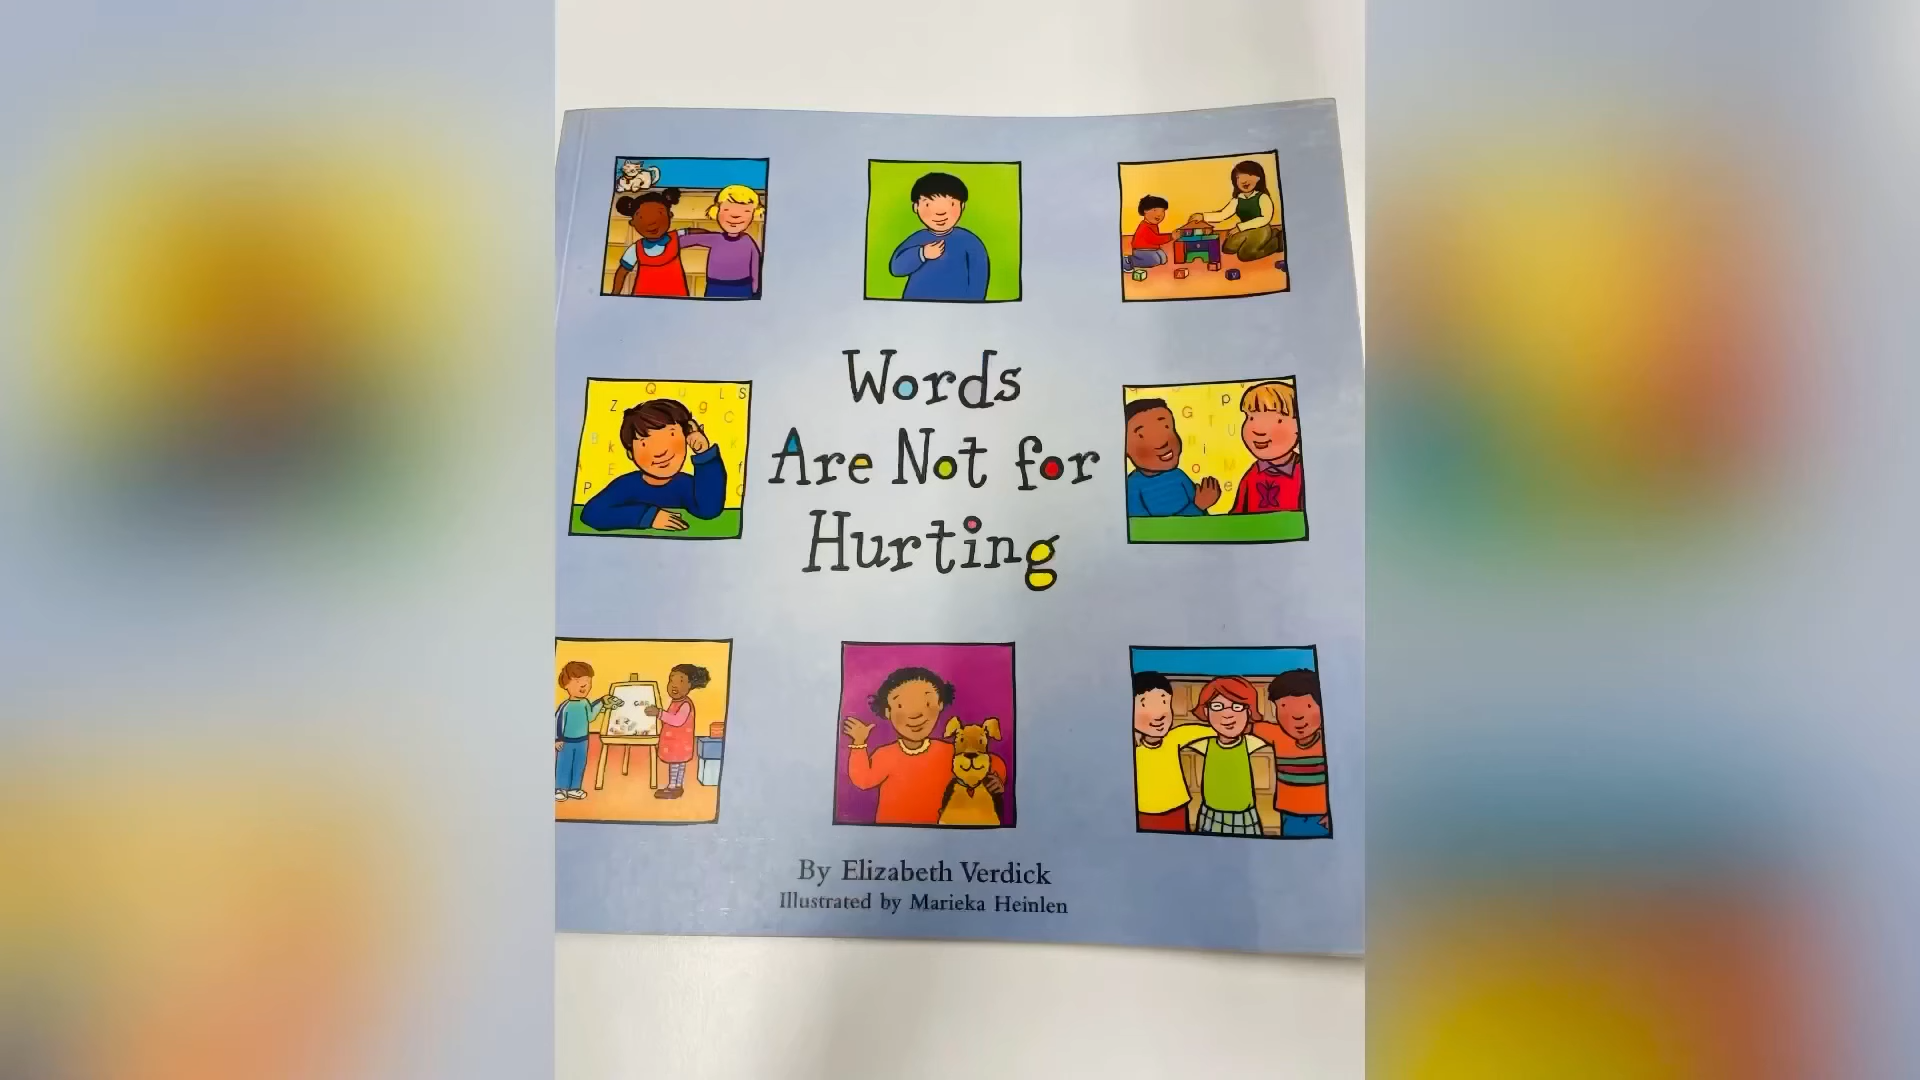 Words
Are Not for
Hurting
By Elizabeth Verdick
Illustrated by Marieka Heinlen